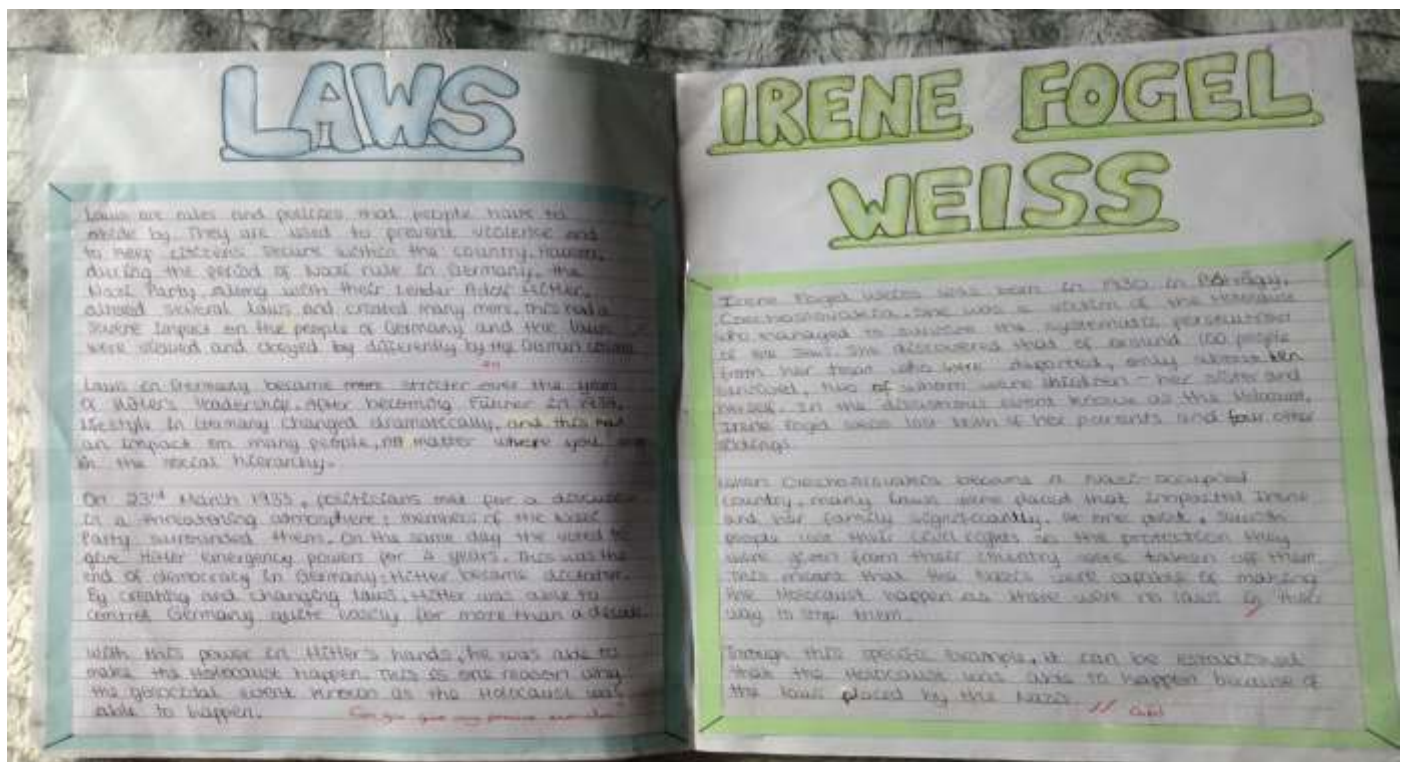 LAWS
Laws are rules and policies that people have to
abide by. They are used to prevent violence and
to keep citizens secure within the country. However,
during the period of Nazi rule in Germany, the
Nazi Party, along with their leader Adolf Hitler,
altered several laws and created many more. This had a
severe impact on the people of Germany and the laws
were viewed and obeyed by differently by the German
Laws in Germany became more stricter over the years
of Hitler's leadership. After becoming Führer in 1934,
lifestyle in Germany changed dramatically, and this had
an impact on many people, no matter where you
in the social hierarchy.
On 23rd March 1933, politicians met for a discussion
in a threatening atmosphere; members of the Nazi
Party surrounded them. On the same day the voted to
give Hitler emergency powers for 4 years. This was the
end of democracy in Germany: Hitler became dictator.
By creating and changing laws, Hitler was able to
control Germany quite easily for more than a decade.
With this power in Hitler's hands, he was able to
make the Holocaust happen. This is one reason why
the genocidal event known as the Holocaust was
able to happen.
Can you give any precise examples?
IRENE FOGEL
WEISS
Irene Fogel Weiss was born in 1930 in
Czechoslovakia. She was a victim of the Holocaust
who managed to survive the systematic persecution
of the Jews. She discovered that of around 100 people
from her town who were deported, only about ten
survived, two of whom were children - her sister and
herself. In the disastrous event known as the Holocaust,
Irene Fogel Weiss lost both of her parents and four other
siblings.
When Czechoslovakia became a Nazi-occupied
country, many laws were placed that impacted Irene
and her family significantly. At one point, Jewish
people lost their civil rights so the protection they
were given from their country were taken off them.
This meant that the Nazis were capable of making
the Holocaust happen as there were no laws in their
way to stop them.
Through this specific example, it can be established
that the Holocaust was able to happen because of
the laws placed by the Nazis.